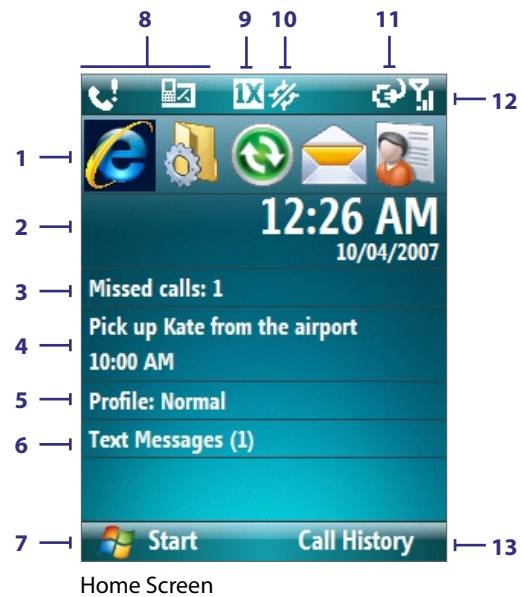 8 9 10 11
1X
12
1
2
12:26 AM
10/04/2007
3
Missed calls: 1
4
Pick up Kate from the airport
10:00 AM
5
Profile: Normal
6
Text Messages (1)
7
Start Call History
13
Home Screen